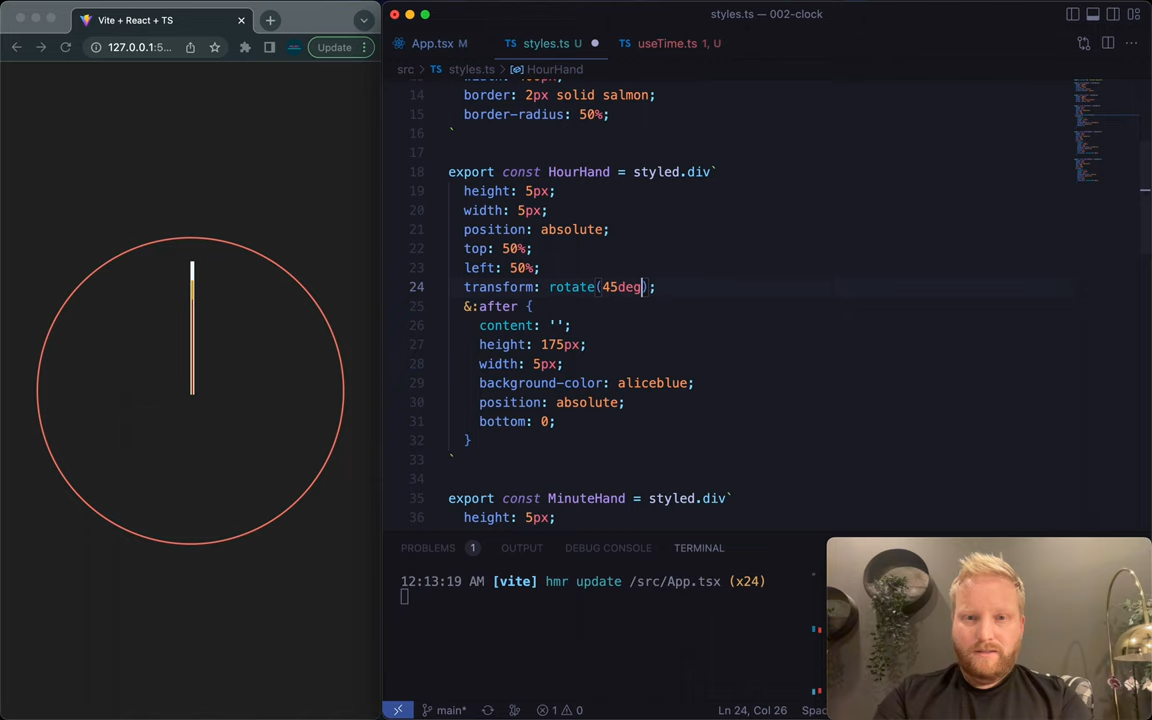 Vite + React + TS
127.0.0.1:5...
Update
styles.ts — 002-clock
App.tsx M
TS styles.ts U
TS useTime.ts 1, U
src > TS styles.ts > HourHand
14 border: 2px solid salmon;
15 border-radius: 50%;
16 `
17
18 export const HourHand = styled.div`
19 height: 5px;
20 width: 5px;
21 position: absolute;
22 top: 50%;
23 left: 50%;
24 transform: rotate(45deg);
25 &:after {
26 content: '';
27 height: 175px;
28 width: 5px;
29 background-color: aliceblue;
30 position: absolute;
31 bottom: 0;
32 }
33 `
34
35 export const MinuteHand = styled.div`
36 height: 5px;
PROBLEMS 1 OUTPUT DEBUG CONSOLE TERMINAL
12:13:19 AM [vite] hmr update /src/App.tsx (x24)
main* 1 0 Ln 24, Col 26 Spac